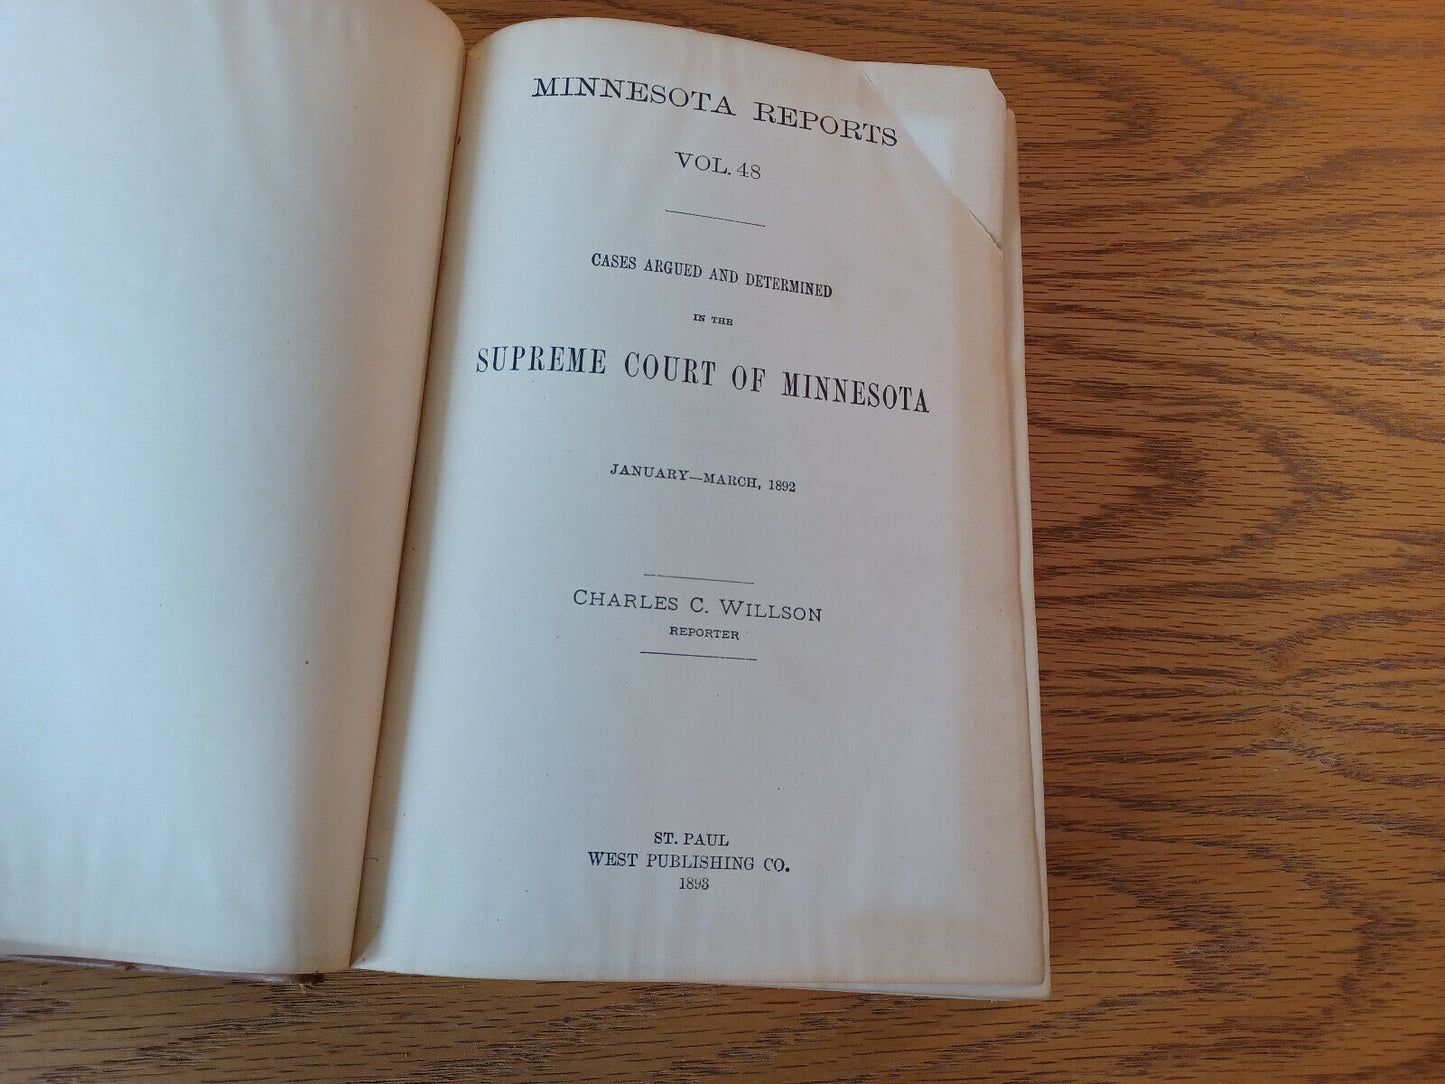 MINNESOTA REPORTS
VOL. 48
CASES ARGUED AND DETERMINED
IN THE
SUPREME COURT OF MINNESOTA
JANUARY—MARCH, 1892
CHARLES C. WILLSON
REPORTER
ST. PAUL
WEST PUBLISHING CO.
1893